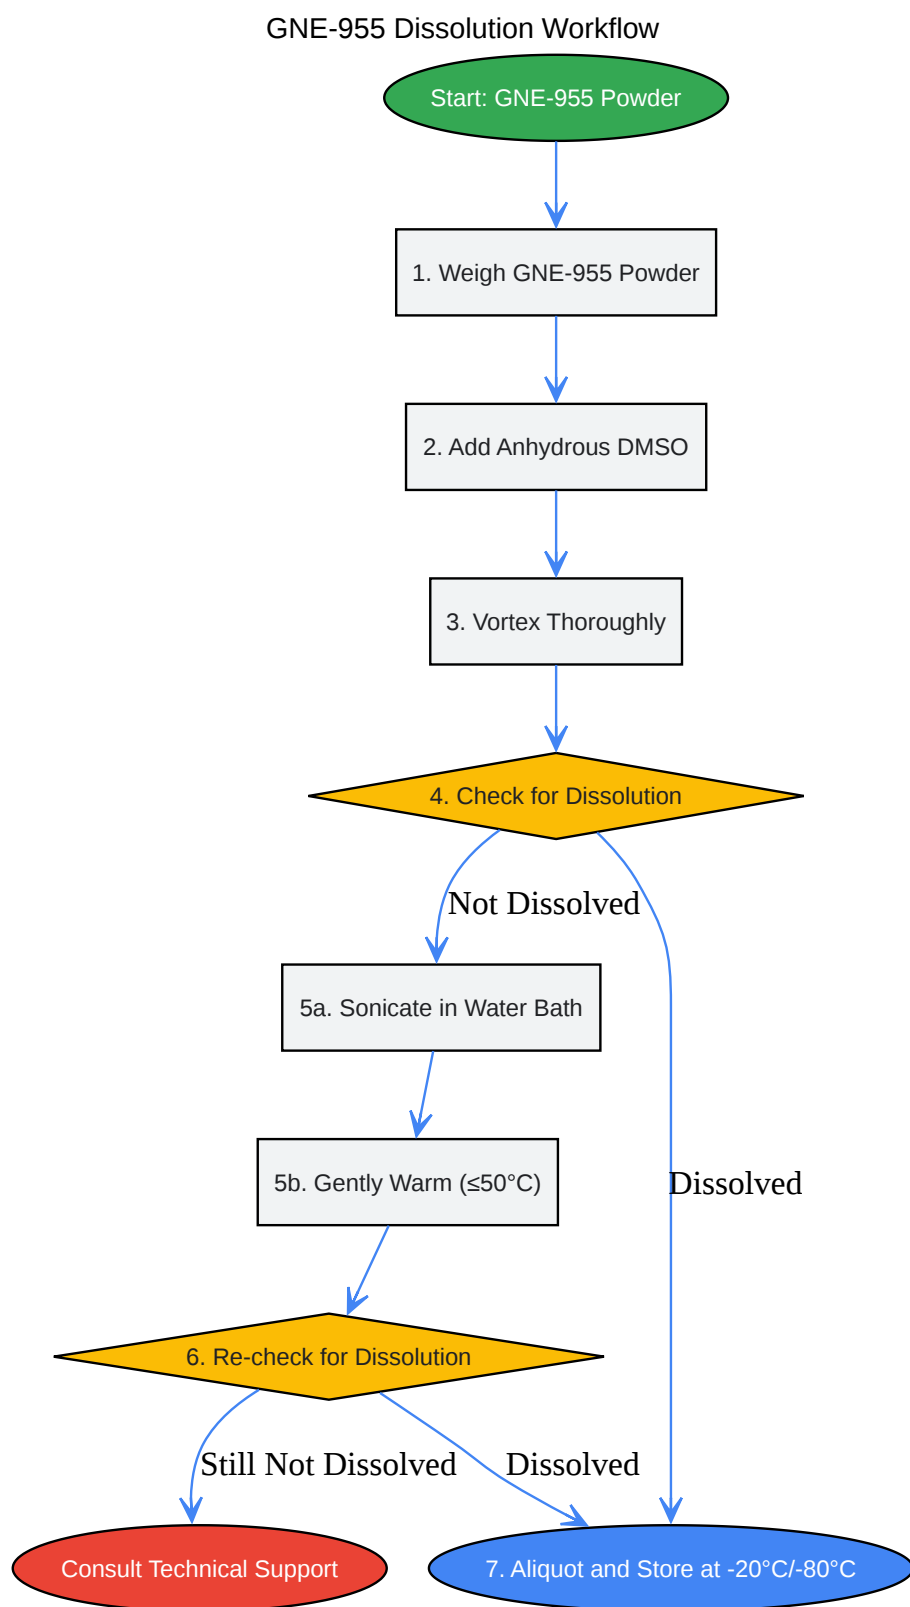 GNE-955 Dissolution Workflow
Start: GNE-955 Powder
1. Weigh GNE-955 Powder
2. Add Anhydrous DMSO
3. Vortex Thoroughly
4. Check for Dissolution
Not Dissolved
5a. Sonicate in Water Bath
5b. Gently Warm (≤50°C)
Dissolved
6. Re-check for Dissolution
Still Not Dissolved
Dissolved
Consult Technical Support
7. Aliquot and Store at -20°C/-80°C